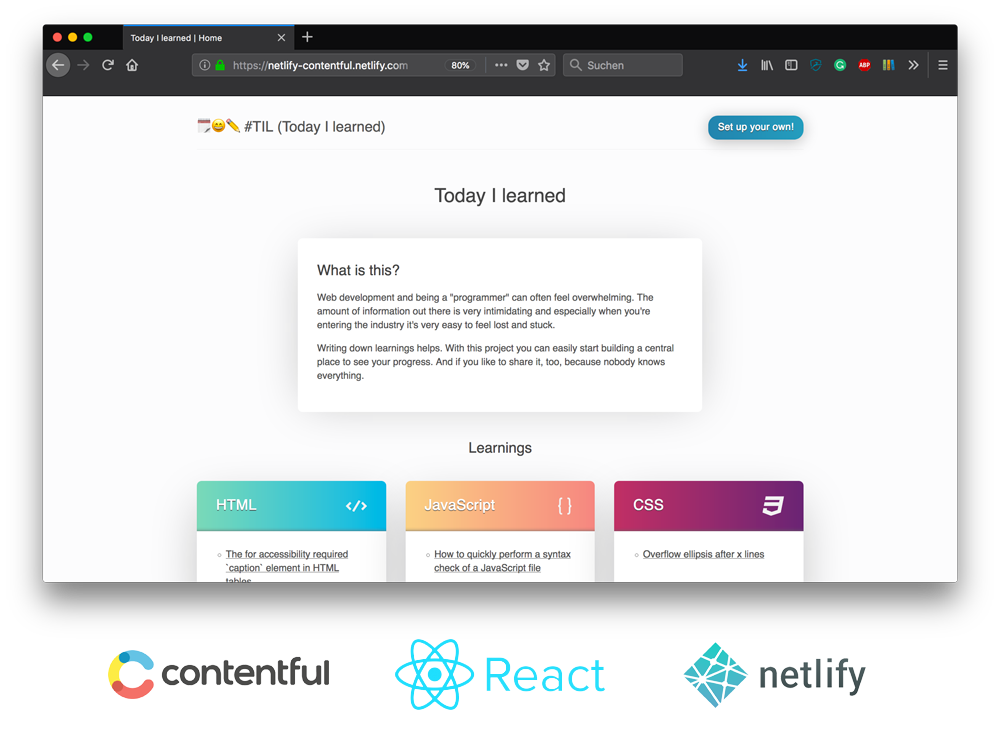 Today I learned | Home
https://netlify-contentful.netlify.com
80%
Suchen
ABP
#TIL (Today I learned)
Set up your own!
Today I learned
What is this?
Web development and being a "programmer" can often feel overwhelming. The
amount of information out there is very intimidating and especially when you're
entering the industry it's very easy to feel lost and stuck.
Writing down learnings helps. With this project you can easily start building a central
place to see your progress. And if you like to share it, too, because nobody knows
everything.
Learnings
HTML
</>
JavaScript
{ }
CSS
The for accessibility required
`caption` element in HTML
tables
How to quickly perform a syntax
check of a JavaScript file
Overflow ellipsis after x lines
contentful
React
netlify